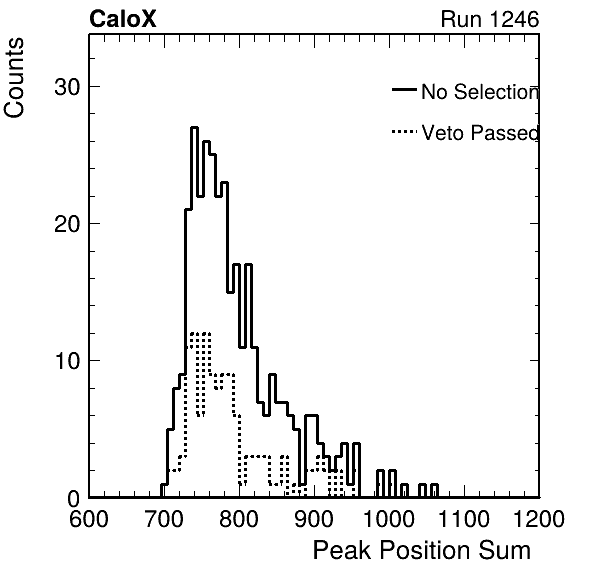 CaloX Run 1246
Counts
30
No Selection
Veto Passed
20
10
0
600 700 800 900 1000 1100 1200
Peak Position Sum